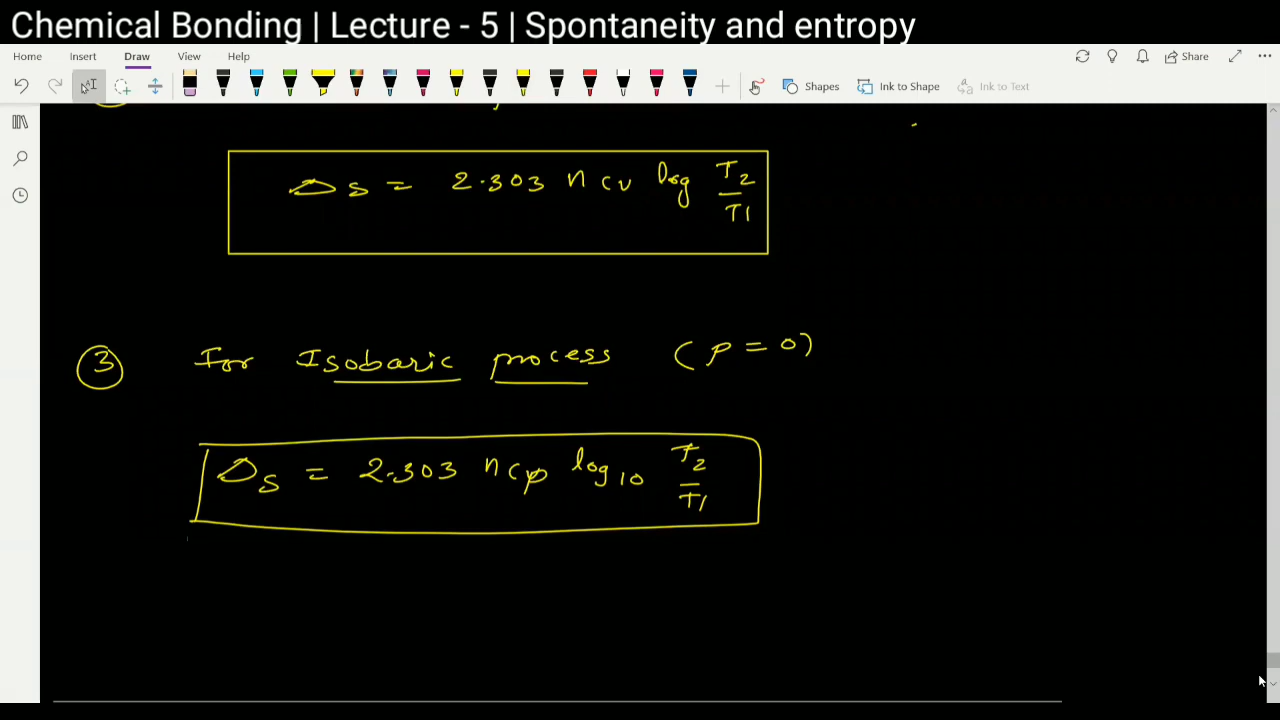 Chemical Bonding | Lecture - 5 | Spontaneity and entropy
Home Insert Draw View Help
Share
Shapes Ink to Shape Ink to Text
ΔS = 2.303 n cv log T2/T1
3 For Isobaric process (p = 0)
ΔS = 2.303 n cp log10 T2/T1